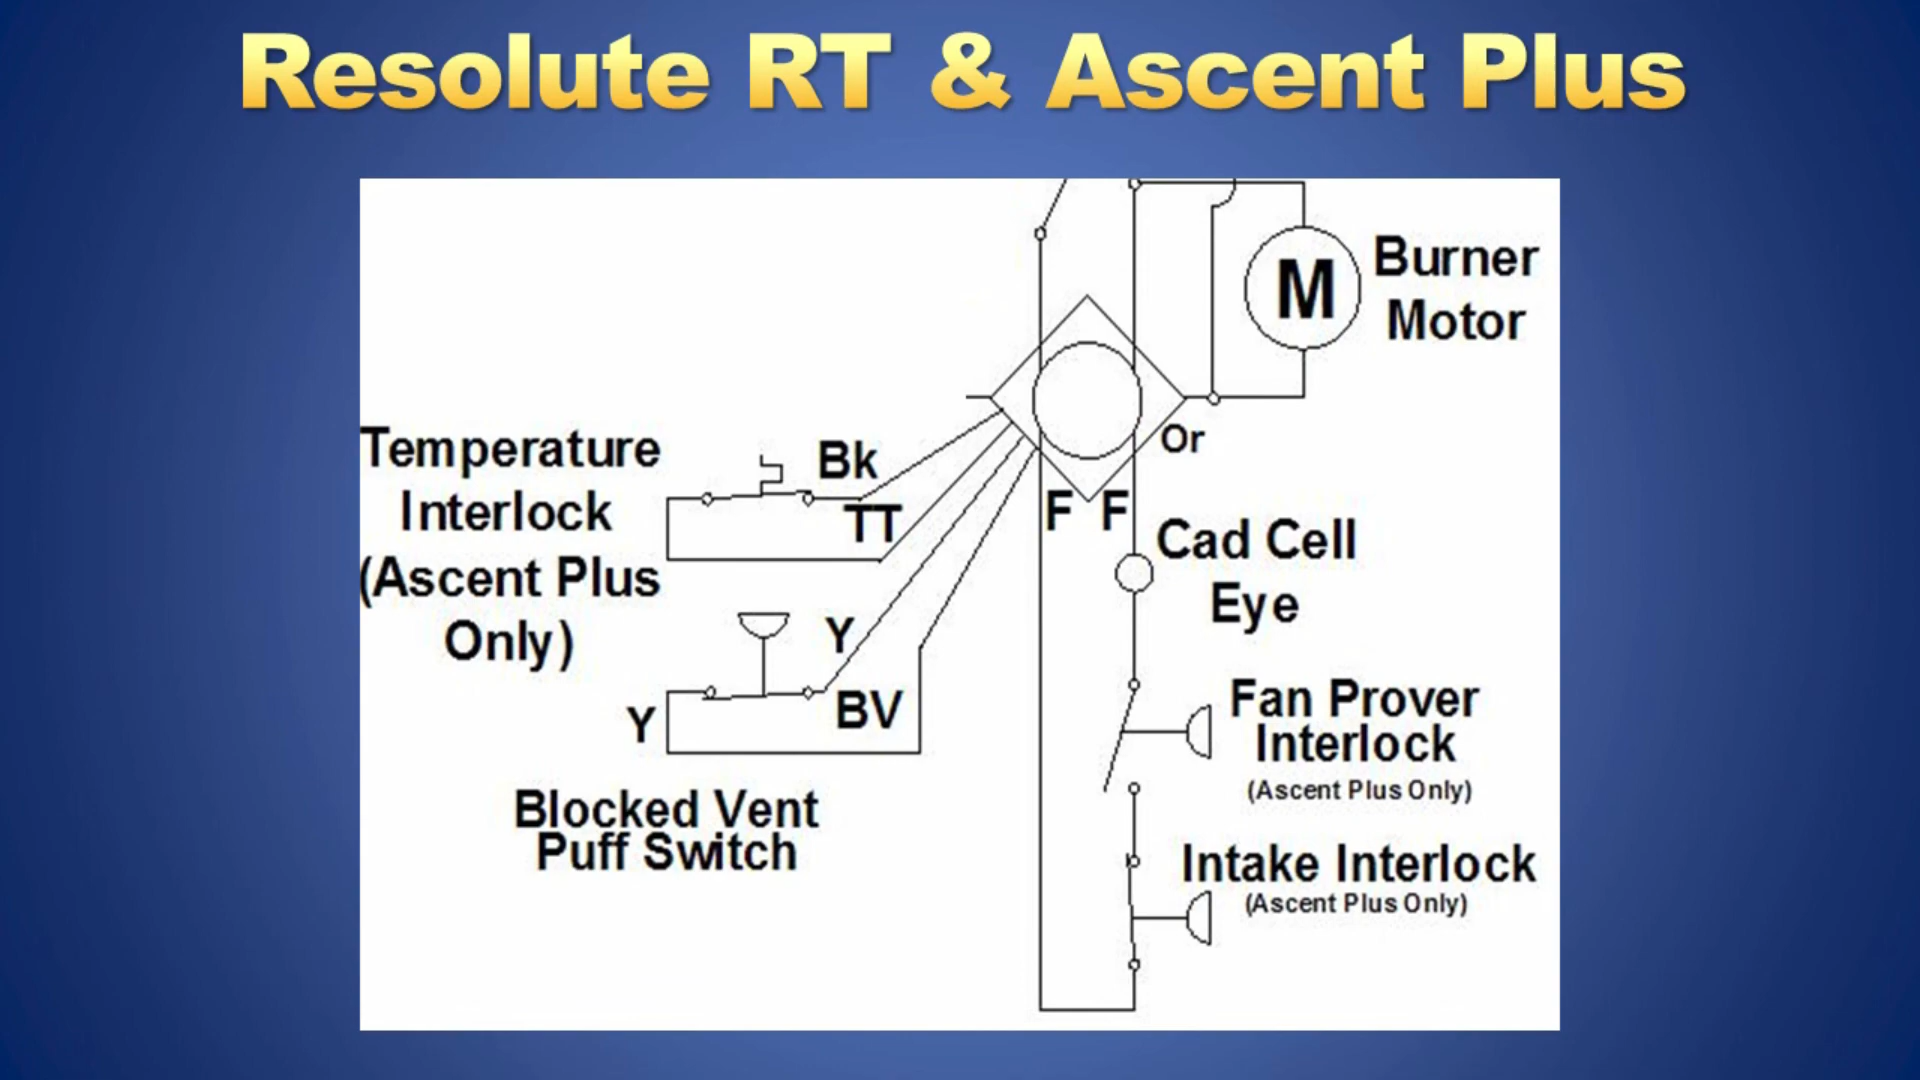 Resolute RT & Ascent Plus
Burner
Motor
M
Temperature
Interlock
(Ascent Plus
Only)
Bk
TT
Or
F F
Cad Cell
Eye
Y
BV
Y
Fan Prover
Interlock
(Ascent Plus Only)
Blocked Vent
Puff Switch
Intake Interlock
(Ascent Plus Only)